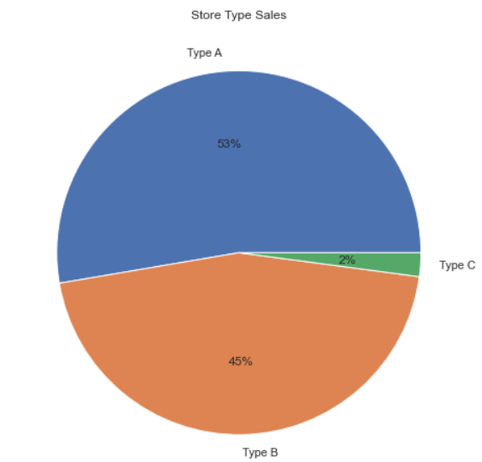 Store Type Sales
Type A
53%
2%
Type C
45%
Type B